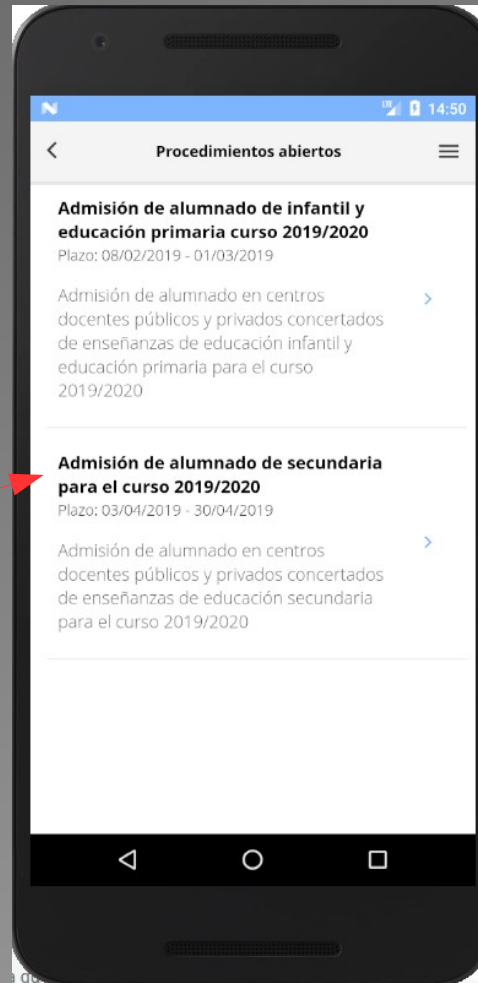 14:50
Procedimientos abiertos
Admisión de alumnado de infantil y
educación primaria curso 2019/2020
Plazo: 08/02/2019 - 01/03/2019
Admisión de alumnado en centros
docentes públicos y privados concertados
de enseñanzas de educación infantil y
educación primaria para el curso
2019/2020
Admisión de alumnado de secundaria
para el curso 2019/2020
Plazo: 03/04/2019 - 30/04/2019
Admisión de alumnado en centros
docentes públicos y privados concertados
de enseñanzas de educación secundaria
para el curso 2019/2020